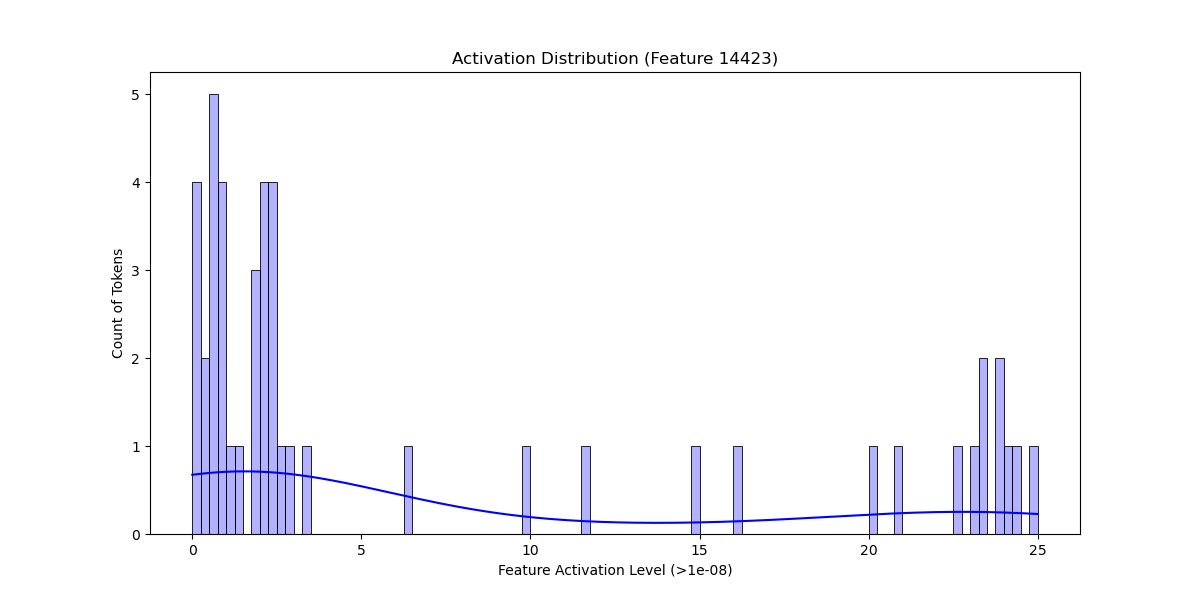 Activation Distribution (Feature 14423)
Count of Tokens
5
4
3
2
1
0
0 5 10 15 20 25
Feature Activation Level (>1e-08)